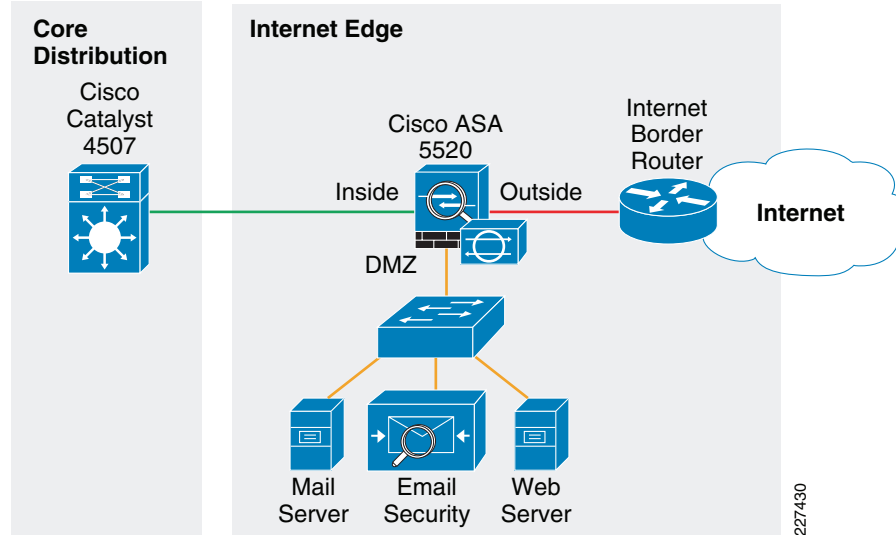 Core
Distribution
Internet Edge
Cisco
Catalyst
4507
Cisco ASA
5520
Internet
Border
Router
Inside
Outside
Internet
DMZ
Mail
Server
Email
Security
Web
Server
227430